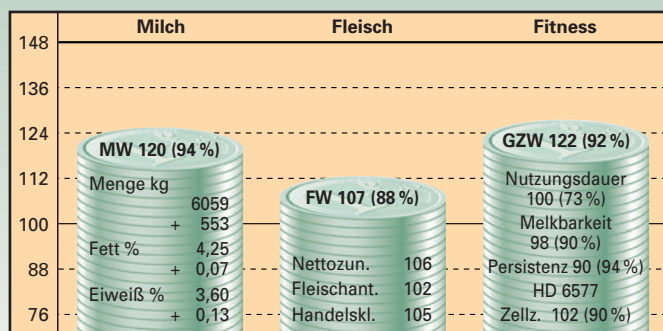 Milch Fleisch Fitness
148
136
124
112
100
88
76
MW 120 (94 %)
Menge kg
6059
+ 553
Fett % 4,25
+ 0,07
Eiweiß % 3,60
+ 0,13
FW 107 (88 %)
Nettozun. 106
Fleischant. 102
Handelskl. 105
GZW 122 (92 %)
Nutzungsdauer
100 (73 %)
Melkbarkeit
98 (90 %)
Persistenz 90 (94 %)
HD 6577
Zellz. 102 (90 %)